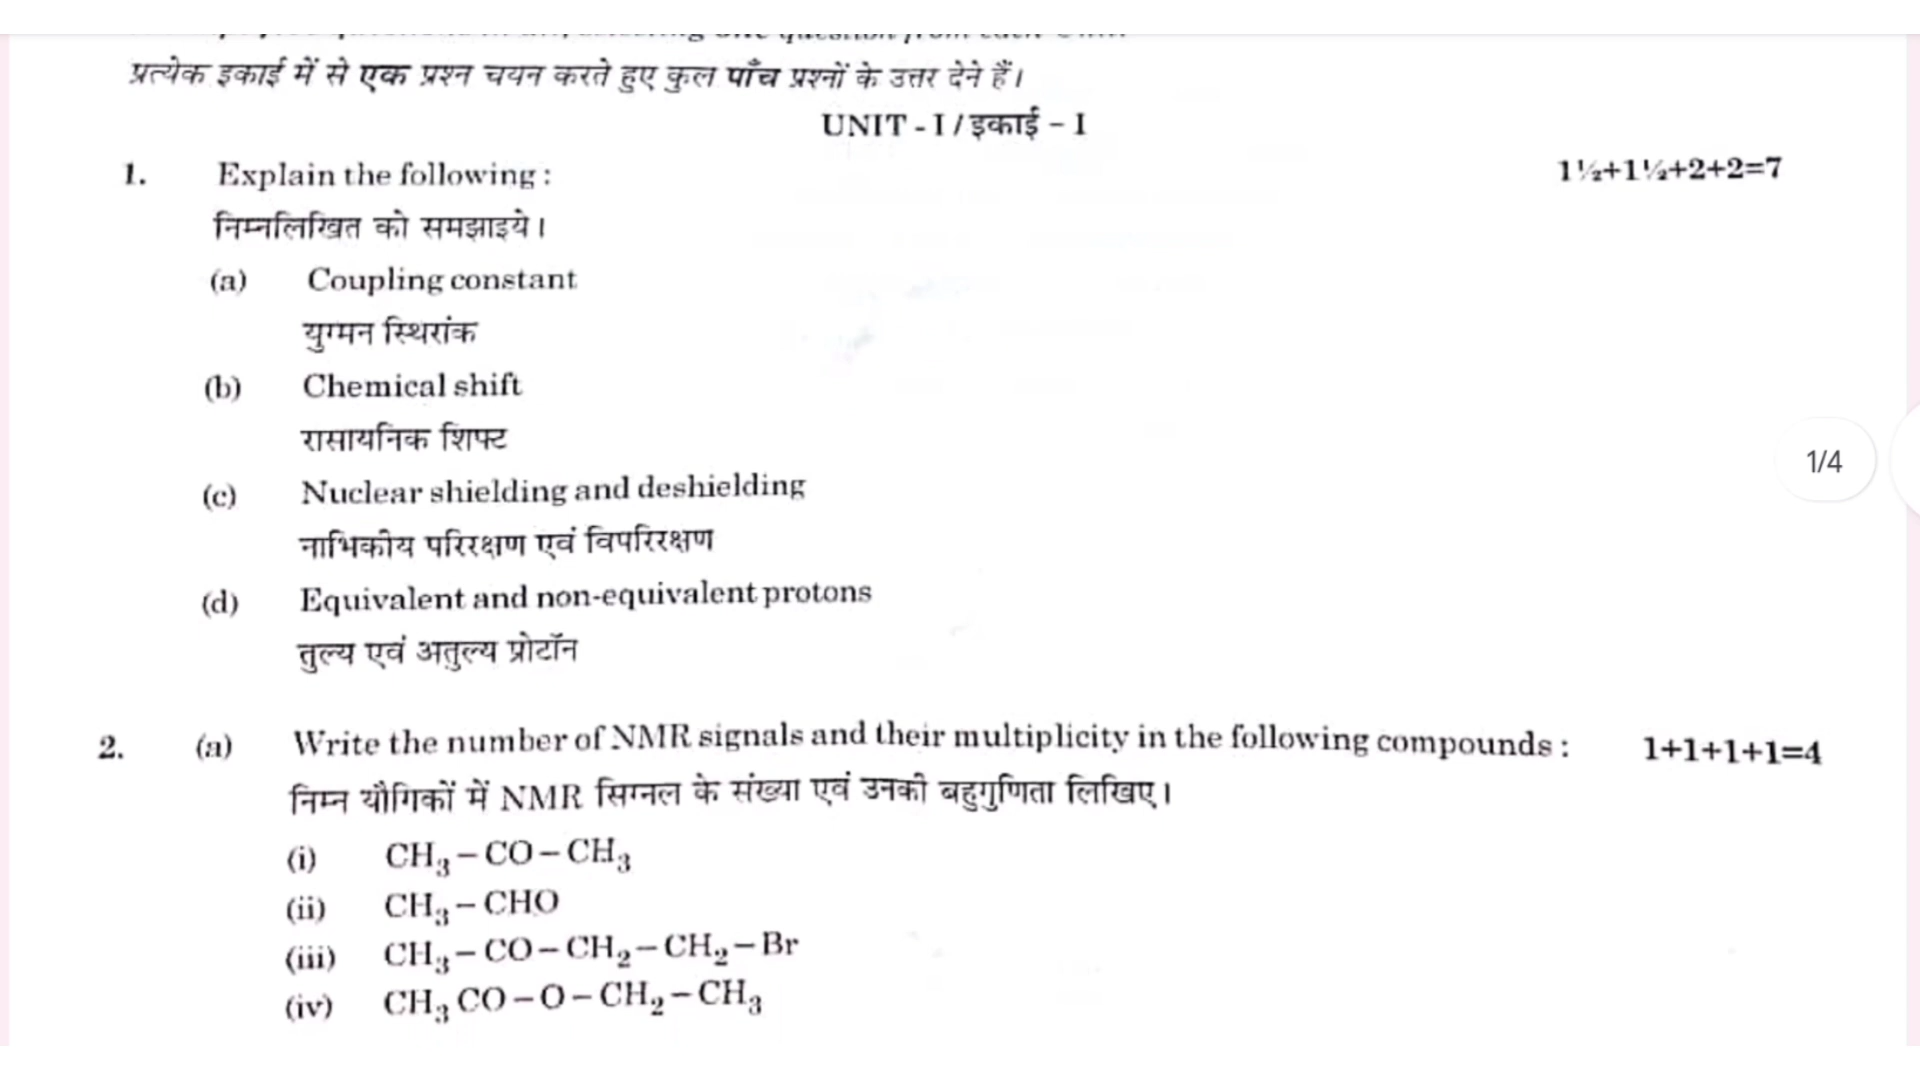 प्रत्येक इकाई में से एक प्रश्न चयन करते हुए कुल पाँच प्रश्नों के उत्तर देने हैं।
UNIT - I / इकाई – I
1. Explain the following : 1½+1½+2+2=7
निम्नलिखित को समझाइये।
(a) Coupling constant
युग्मन स्थिरांक
(b) Chemical shift
रासायनिक शिफ्ट
(c) Nuclear shielding and deshielding
नाभिकीय परिरक्षण एवं विपरिरक्षण
(d) Equivalent and non-equivalent protons
तुल्य एवं अतुल्य प्रोटॉन
1/4
2. (a) Write the number of NMR signals and their multiplicity in the following compounds : 1+1+1+1=4
निम्न यौगिकों में NMR सिग्नल के संख्या एवं उनकी बहुगुणिता लिखिए।
(i) CH₃ – CO – CH₃
(ii) CH₃ – CHO
(iii) CH₃ – CO – CH₂ – CH₂ – Br
(iv) CH₃ CO – O – CH₂ – CH₃